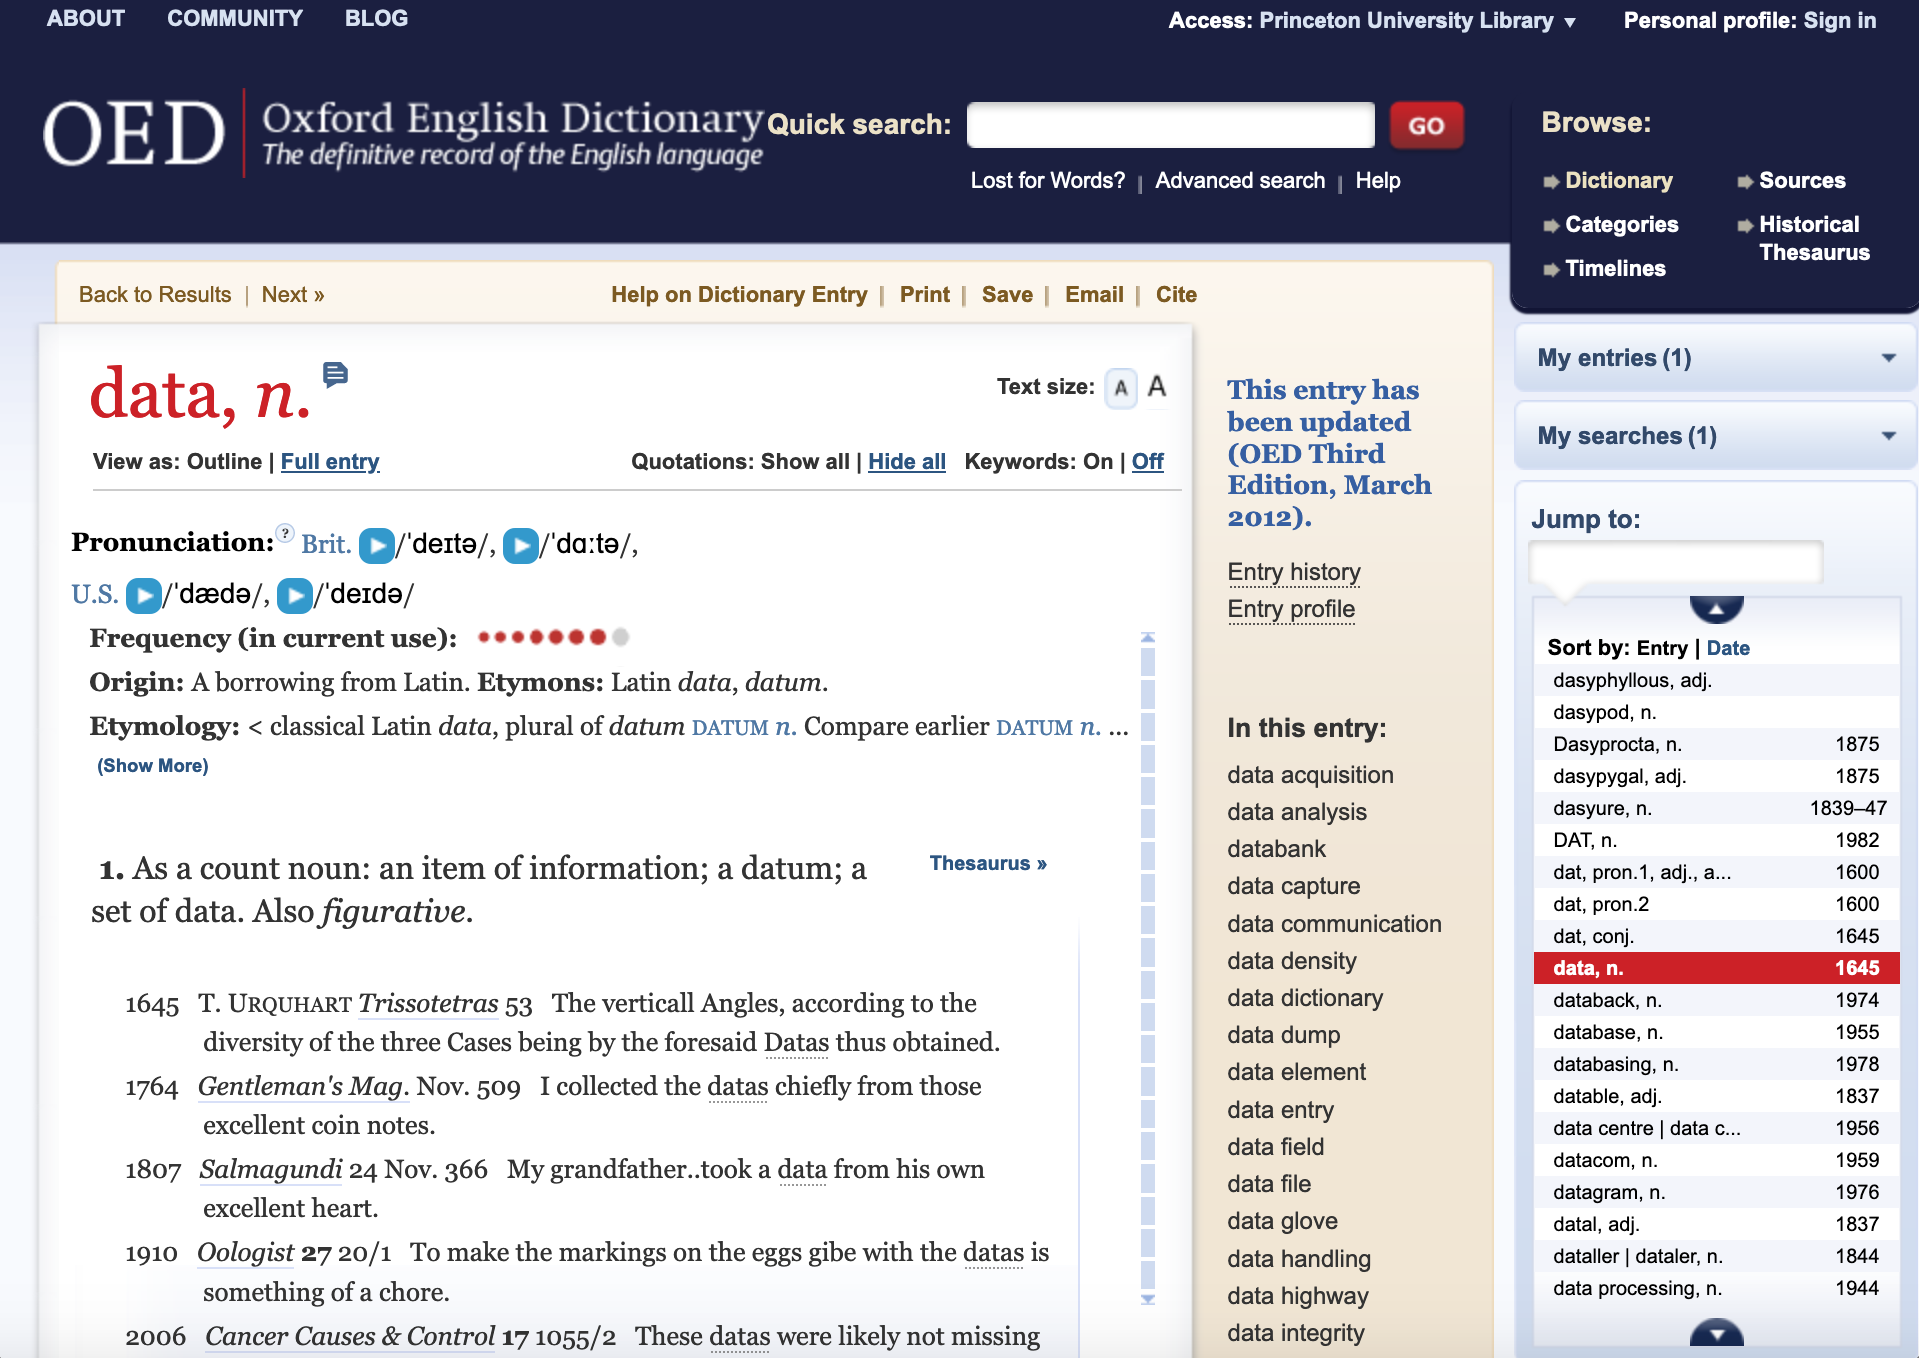 ABOUT COMMUNITY BLOG
Access: Princeton University Library ▼ Personal profile: Sign in
OED Oxford English Dictionary
The definitive record of the English language
Quick search: GO
Lost for Words? | Advanced search | Help
Browse:
Dictionary
Categories
Timelines
Sources
Historical
Thesaurus
Back to Results | Next »
Help on Dictionary Entry | Print | Save | Email | Cite
data, n.
Text size: A A
View as: Outline | Full entry
Quotations: Show all | Hide all Keywords: On | Off
Pronunciation: ? Brit. /ˈdeɪtə/, /ˈdɑːtə/,
U.S. /ˈdædə/, /ˈdeɪdə/
Frequency (in current use):
Origin: A borrowing from Latin. Etymons: Latin data, datum.
Etymology: < classical Latin data, plural of datum DATUM n. Compare earlier DATUM n. ...
(Show More)
1. As a count noun: an item of information; a datum; a
set of data. Also figurative.
Thesaurus »
1645 T. URQUHART Trissotetras 53 The verticall Angles, according to the
diversity of the three Cases being by the foresaid Datas thus obtained.
1764 Gentleman's Mag. Nov. 509 I collected the datas chiefly from those
excellent coin notes.
1807 Salmagundi 24 Nov. 366 My grandfather..took a data from his own
excellent heart.
1910 Oologist 27 20/1 To make the markings on the eggs gibe with the datas is
something of a chore.
2006 Cancer Causes & Control 17 1055/2 These datas were likely not missing
This entry has
been updated
(OED Third
Edition, March
2012).
Entry history
Entry profile
In this entry:
data acquisition
data analysis
databank
data capture
data communication
data density
data dictionary
data dump
data element
data entry
data field
data file
data glove
data handling
data highway
data integrity
My entries (1)
My searches (1)
Jump to:
Sort by: Entry | Date
dasyphyllous, adj.
dasypod, n.
Dasyprocta, n. 1875
dasypygal, adj. 1875
dasyure, n. 1839–47
DAT, n. 1982
dat, pron.1, adj., a... 1600
dat, pron.2 1600
dat, conj. 1645
data, n. 1645
databack, n. 1974
database, n. 1955
databasing, n. 1978
datable, adj. 1837
data centre | data c... 1956
datacom, n. 1959
datagram, n. 1976
datal, adj. 1837
dataller | dataler, n. 1844
data processing, n. 1944